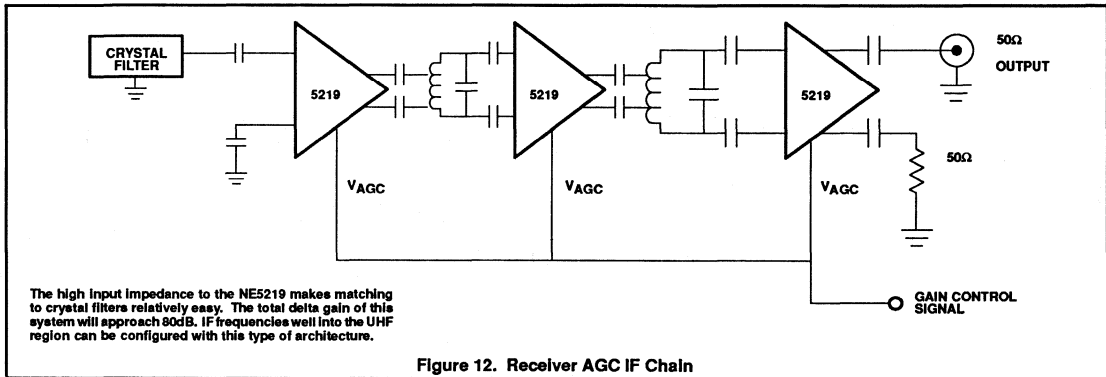 CRYSTAL
FILTER
5219
5219
5219
50Ω
OUTPUT
50Ω
VAGC
VAGC
VAGC
GAIN CONTROL
SIGNAL
The high input impedance to the NE5219 makes matching
to crystal filters relatively easy. The total delta gain of this
system will approach 80dB. IF frequencies well into the UHF
region can be configured with this type of architecture.
Figure 12. Receiver AGC IF Chain